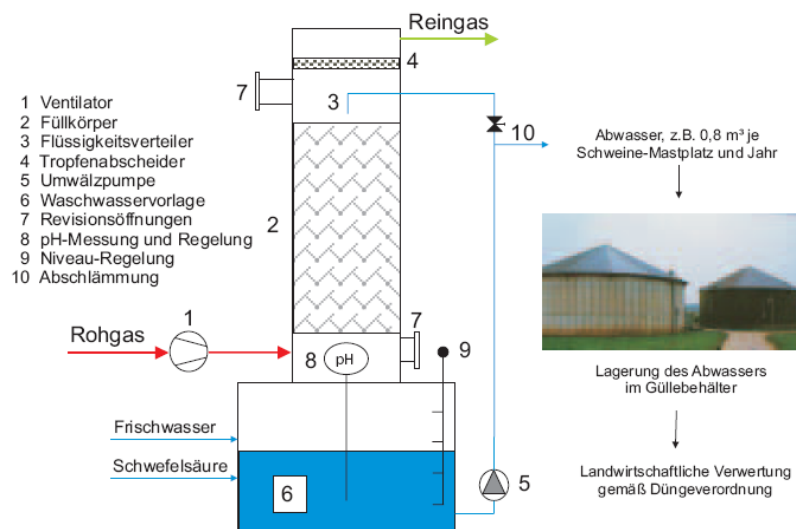 Reingas
4
7
3
1 Ventilator
2 Füllkörper
3 Flüssigkeitsverteiler
4 Tropfenabscheider
5 Umwälzpumpe
6 Waschwasservorlage
7 Revisionsöffnungen
8 pH-Messung und Regelung
9 Niveau-Regelung
10 Abschlämmung
10
Abwasser, z.B. 0,8 m³ je
Schweine-Mastplatz und Jahr
2
Rohgas
1
8
pH
7
9
Lagerung des Abwassers
im Güllebehälter
Frischwasser
Schwefelsäure
6
5
Landwirtschaftliche Verwertung
gemäß Düngeverordnung